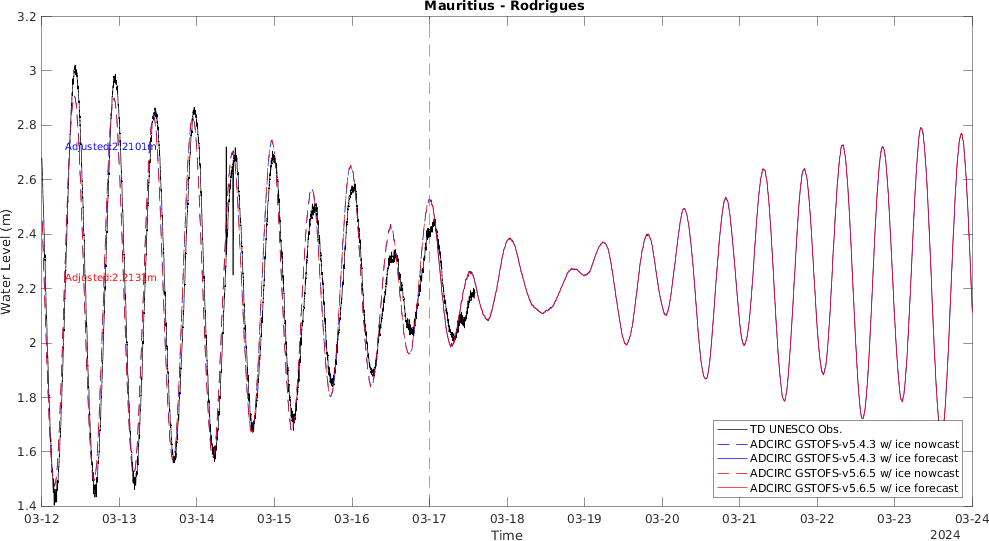 Mauritius - Rodrigues
3.2
3
2.8
2.6
2.4
2.2
2
1.8
1.6
1.4
Water Level (m)
Adjusted:2.2101m
Adjusted:2.2131m
TD UNESCO Obs.
ADCIRC GSTOFS-v5.4.3 w/ ice nowcast
ADCIRC GSTOFS-v5.4.3 w/ ice forecast
ADCIRC GSTOFS-v5.6.5 w/ ice nowcast
ADCIRC GSTOFS-v5.6.5 w/ ice forecast
03-12 03-13 03-14 03-15 03-16 03-17 03-18 03-19 03-20 03-21 03-22 03-23 03-24
Time
2024